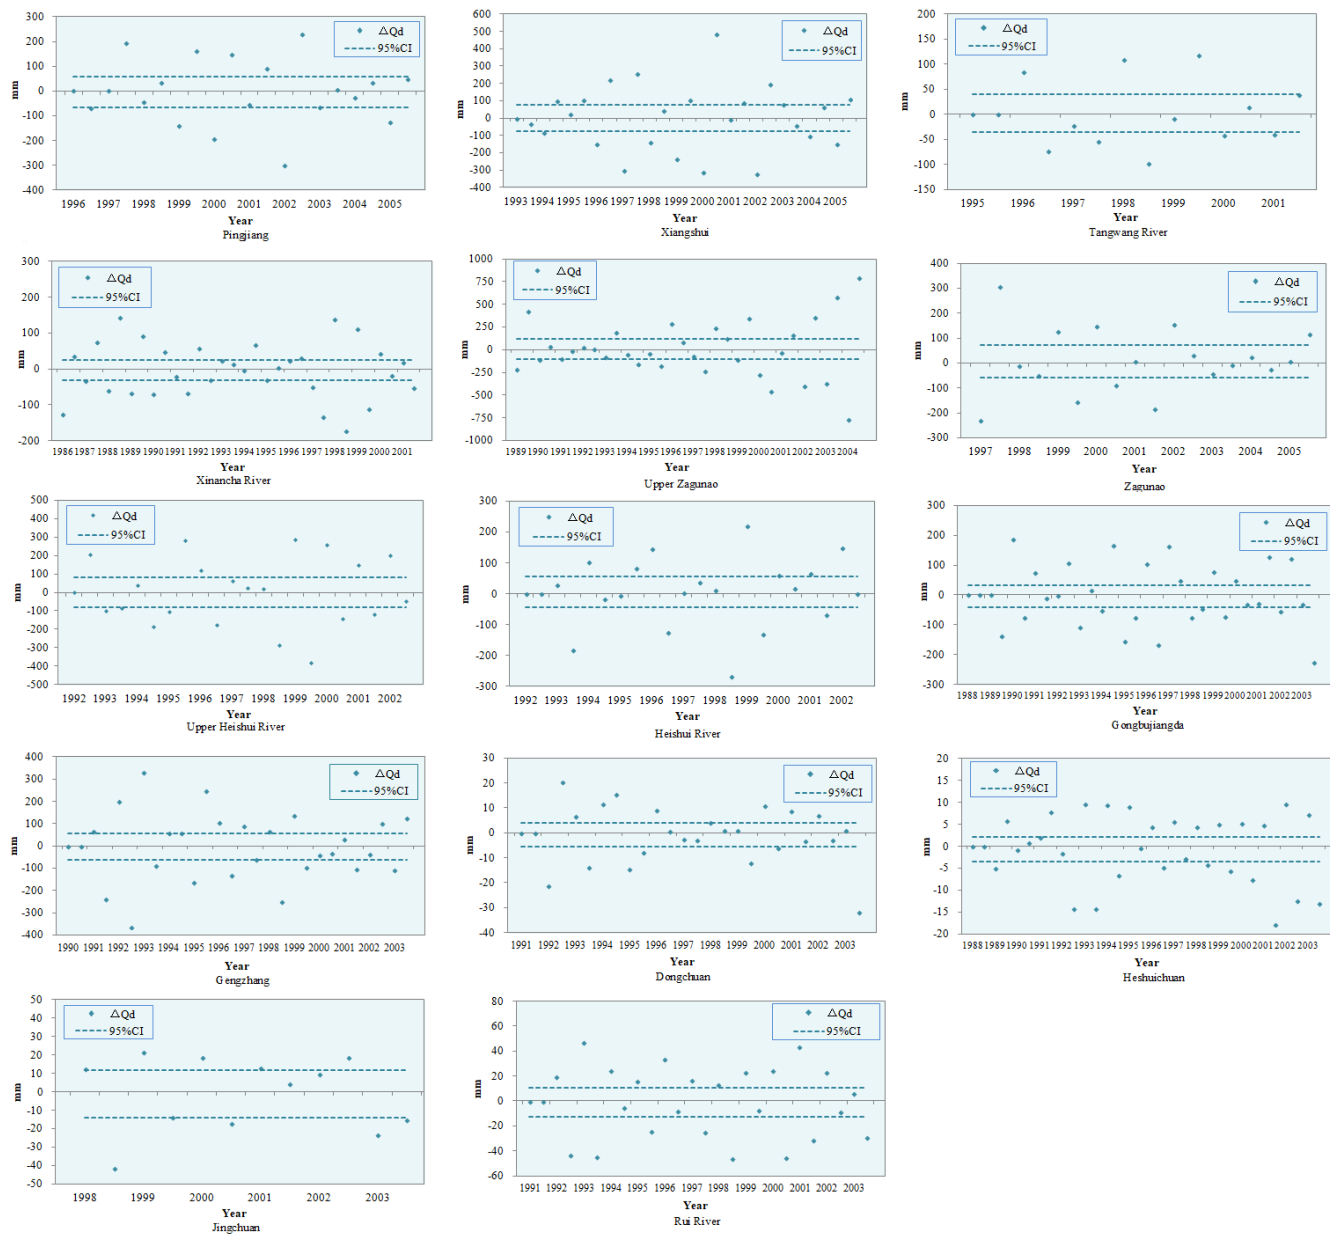 300
200
100
0
-100
-200
-300
-400
mm
△Qd
95%CI
1996 1997 1998 1999 2000 2001 2002 2003 2004 2005
Year
Pingjiang
600
500
400
300
200
100
0
-100
-200
-300
-400
mm
△Qd
95%CI
1993 1994 1995 1996 1997 1998 1999 2000 2001 2002 2003 2004 2005
Year
Xiangshui
200
150
100
50
0
-50
-100
-150
mm
△Qd
95%CI
1995 1996 1997 1998 1999 2000 2001
Year
Tangwang River
300
200
100
0
-100
-200
mm
△Qd
95%CI
1986 1987 1988 1989 1990 1991 1992 1993 1994 1995 1996 1997 1998 1999 2000 2001
Year
Xinancha River
1000
750
500
250
0
-250
-500
-750
-1000
mm
△Qd
95%CI
1989 1990 1991 1992 1993 1994 1995 1996 1997 1998 1999 2000 2001 2002 2003 2004
Year
Upper Zagunao
400
300
200
100
0
-100
-200
-300
mm
△Qd
95%CI
1997 1998 1999 2000 2001 2002 2003 2004 2005
Year
Zagunao
500
400
300
200
100
0
-100
-200
-300
-400
-500
mm
△Qd
95%CI
1992 1993 1994 1995 1996 1997 1998 1999 2000 2001 2002
Year
Upper Heishui River
300
200
100
0
-100
-200
-300
mm
△Qd
95%CI
1992 1993 1994 1995 1996 1997 1998 1999 2000 2001 2002
Year
Heishui River
300
200
100
0
-100
-200
-300
mm
△Qd
95%CI
1988 1989 1990 1991 1992 1993 1994 1995 1996 1997 1998 1999 2000 2001 2002 2003
Year
Gongbujiangda
400
300
200
100
0
-100
-200
-300
-400
mm
△Qd
95%CI
1990 1991 1992 1993 1994 1995 1996 1997 1998 1999 2000 2001 2002 2003
Year
Gengzhang
30
20
10
0
-10
-20
-30
-40
mm
△Qd
95%CI
1991 1992 1993 1994 1995 1996 1997 1998 1999 2000 2001 2002 2003
Year
Dongchuan
20
15
10
5
0
-5
-10
-15
-20
mm
△Qd
95%CI
1988 1989 1990 1991 1992 1993 1994 1995 1996 1997 1998 1999 2000 2001 2002 2003
Year
Heshuichuan
50
40
30
20
10
0
-10
-20
-30
-40
-50
mm
△Qd
95%CI
1998 1999 2000 2001 2002 2003
Year
Jingchuan
80
60
40
20
0
-20
-40
-60
mm
△Qd
95%CI
1991 1992 1993 1994 1995 1996 1997 1998 1999 2000 2001 2002 2003
Year
Rui River